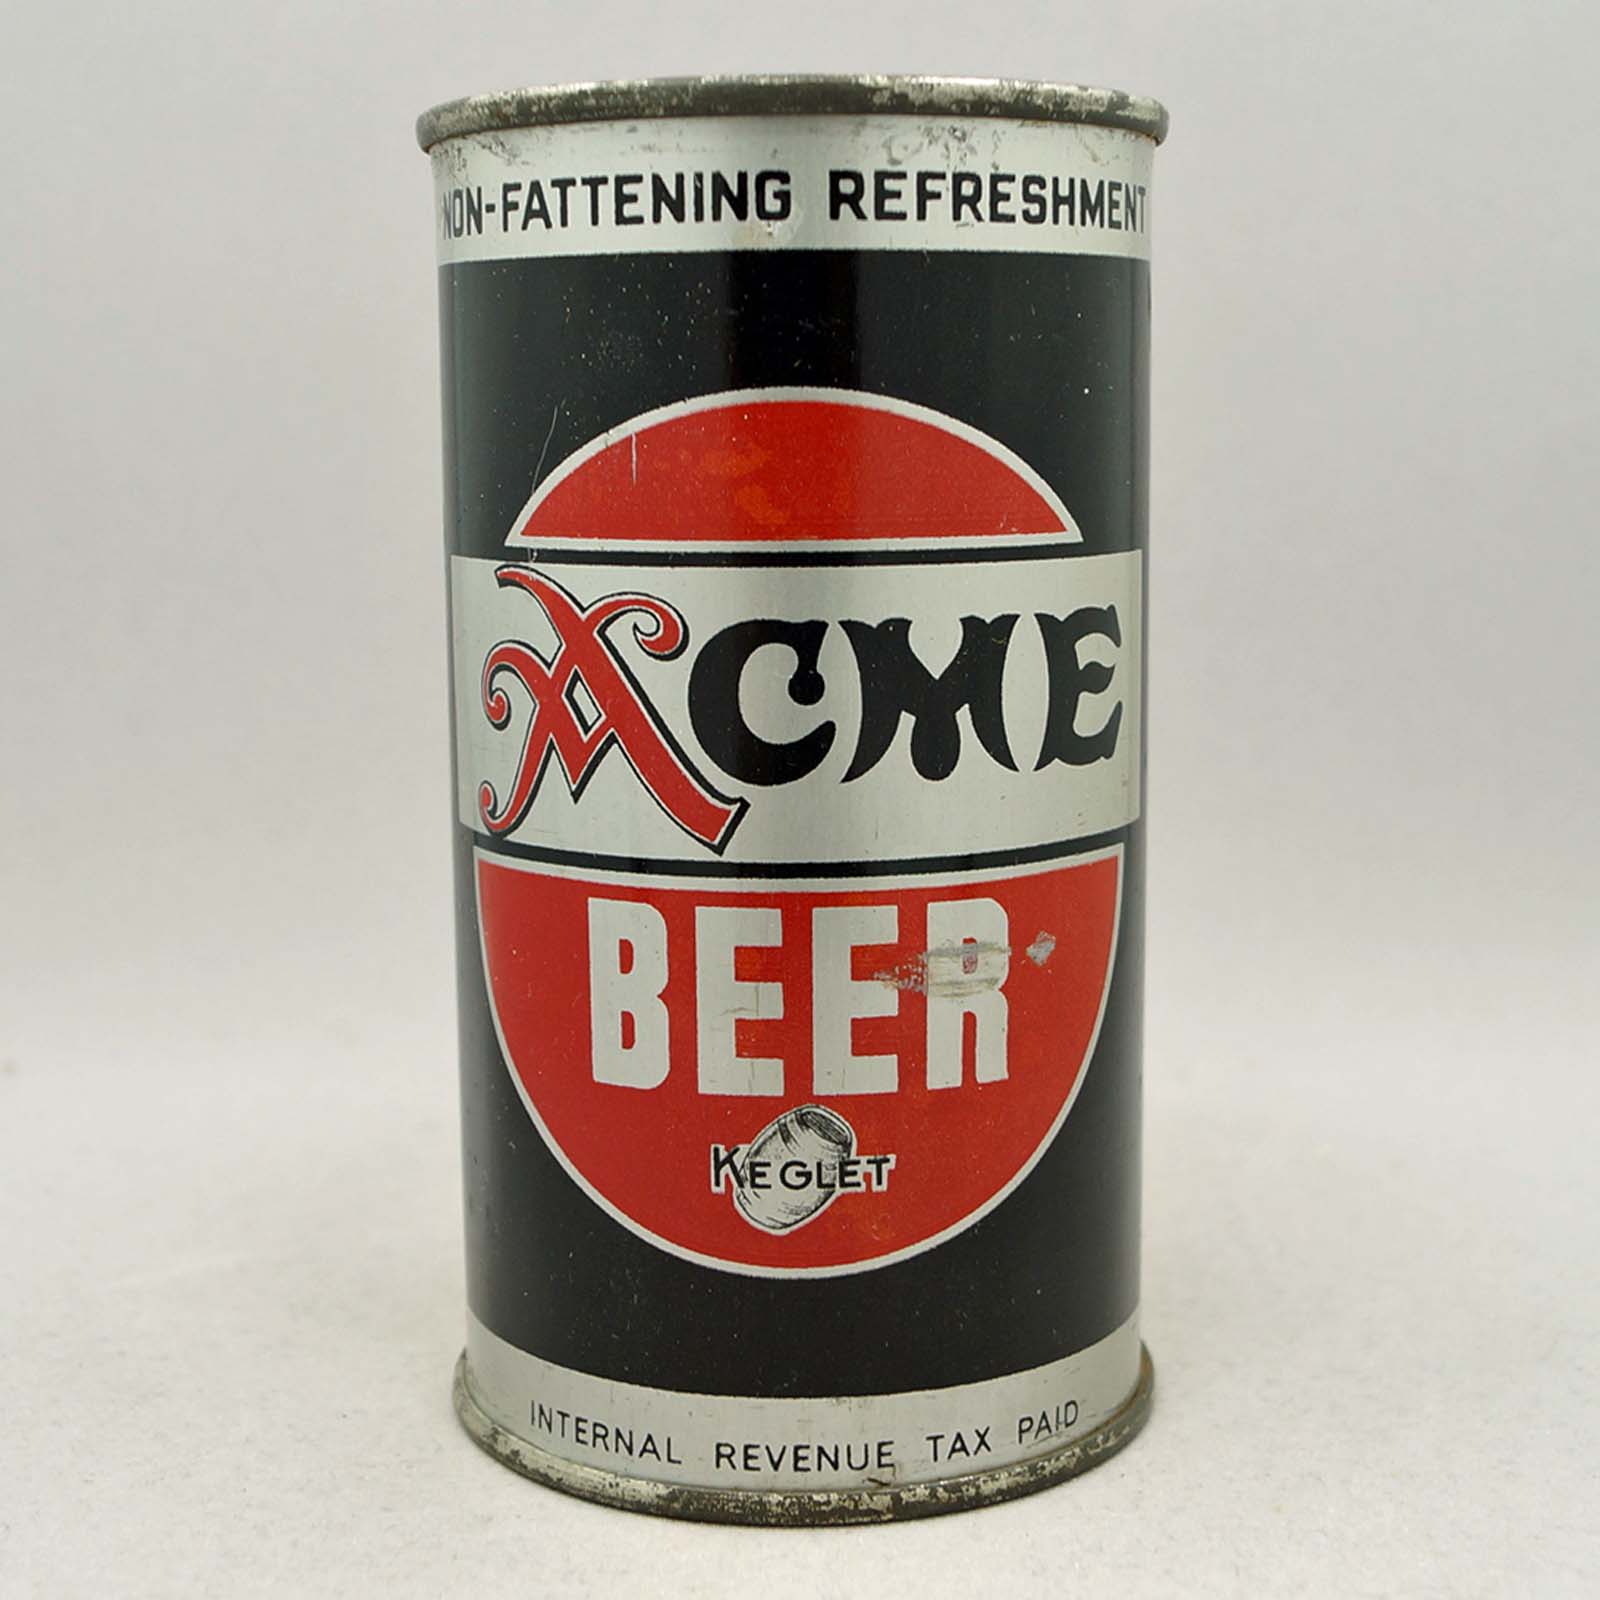 NON-FATTENING REFRESHMENT
ACME
BEER
KEGLET
INTERNAL REVENUE TAX PAID